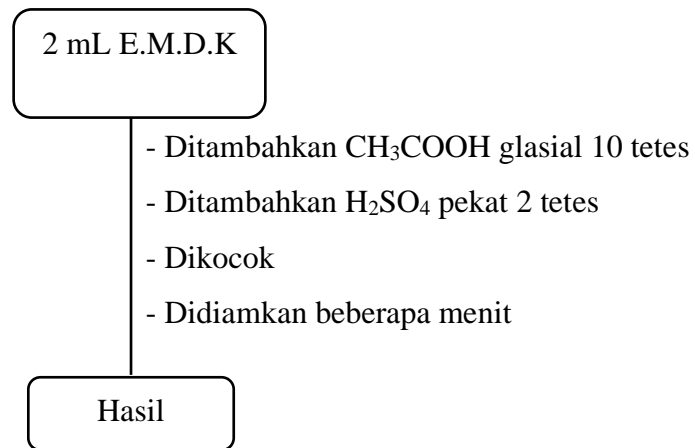 2 mL E.M.D.K
- Ditambahkan CH₃COOH glasial 10 tetes
- Ditambahkan H₂SO₄ pekat 2 tetes
- Dikocok
- Didiamkan beberapa menit
Hasil